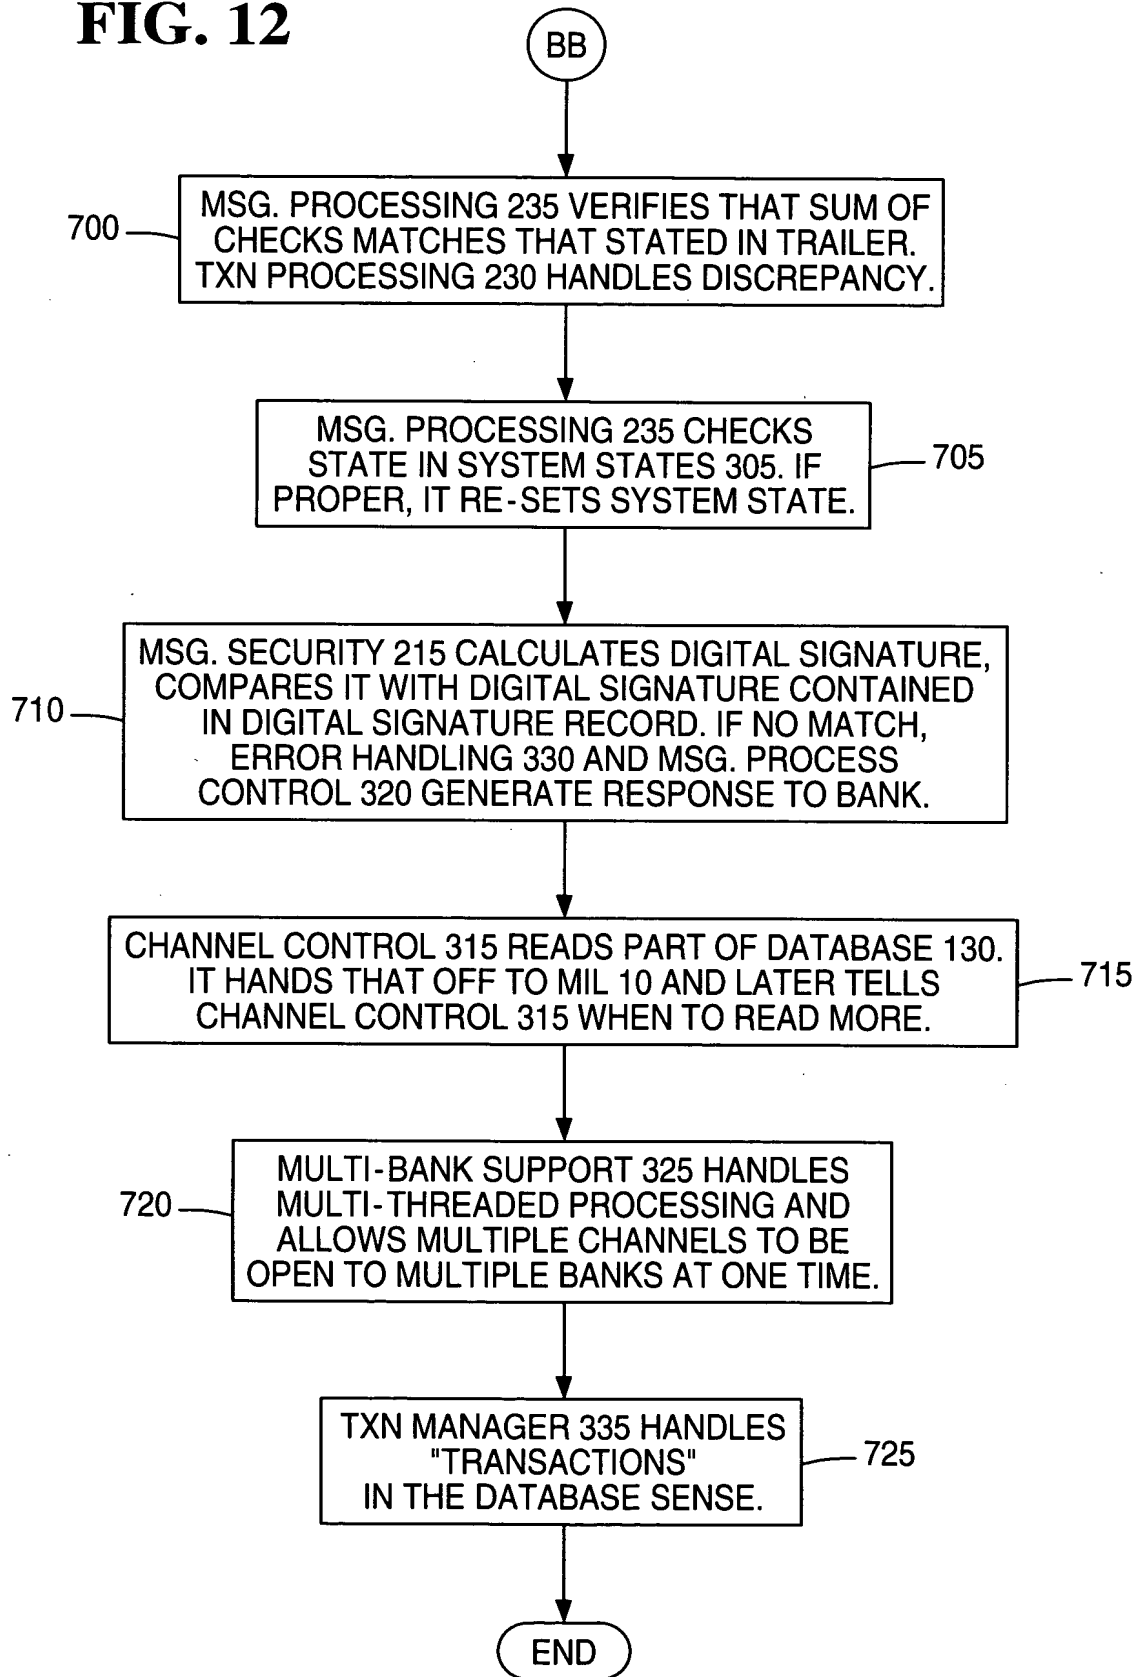 FIG. 12
BB
700
MSG. PROCESSING 235 VERIFIES THAT SUM OF
CHECKS MATCHES THAT STATED IN TRAILER.
TXN PROCESSING 230 HANDLES DISCREPANCY.
MSG. PROCESSING 235 CHECKS
STATE IN SYSTEM STATES 305. IF
PROPER, IT RE-SETS SYSTEM STATE.
705
710
MSG. SECURITY 215 CALCULATES DIGITAL SIGNATURE,
COMPARES IT WITH DIGITAL SIGNATURE CONTAINED
IN DIGITAL SIGNATURE RECORD. IF NO MATCH,
ERROR HANDLING 330 AND MSG. PROCESS
CONTROL 320 GENERATE RESPONSE TO BANK.
CHANNEL CONTROL 315 READS PART OF DATABASE 130.
IT HANDS THAT OFF TO MIL 10 AND LATER TELLS
CHANNEL CONTROL 315 WHEN TO READ MORE.
715
720
MULTI-BANK SUPPORT 325 HANDLES
MULTI-THREADED PROCESSING AND
ALLOWS MULTIPLE CHANNELS TO BE
OPEN TO MULTIPLE BANKS AT ONE TIME.
TXN MANAGER 335 HANDLES
"TRANSACTIONS"
IN THE DATABASE SENSE.
725
END